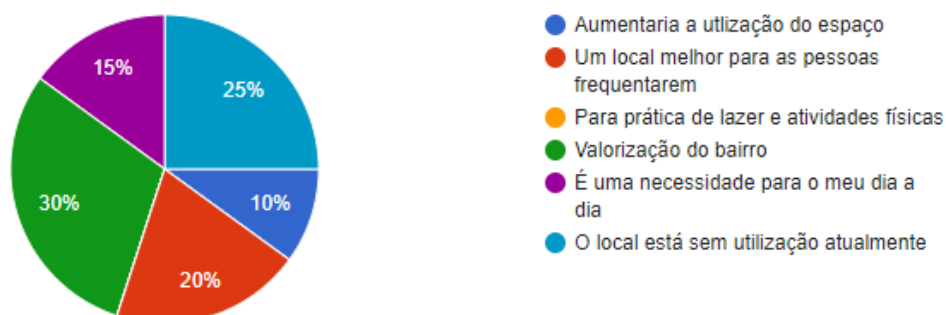 15%
25%
30%
10%
20%
Aumentaria a utlização do espaço
Um local melhor para as pessoas
frequentarem
Para prática de lazer e atividades físicas
Valorização do bairro
É uma necessidade para o meu dia a
dia
O local está sem utilização atualmente